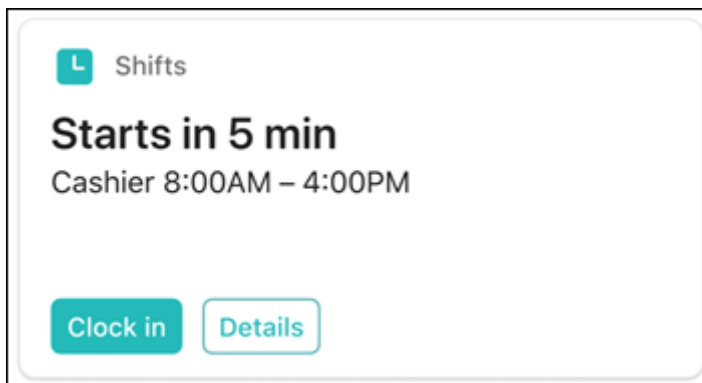 Shifts
Starts in 5 min
Cashier 8:00AM – 4:00PM
Clock in Details